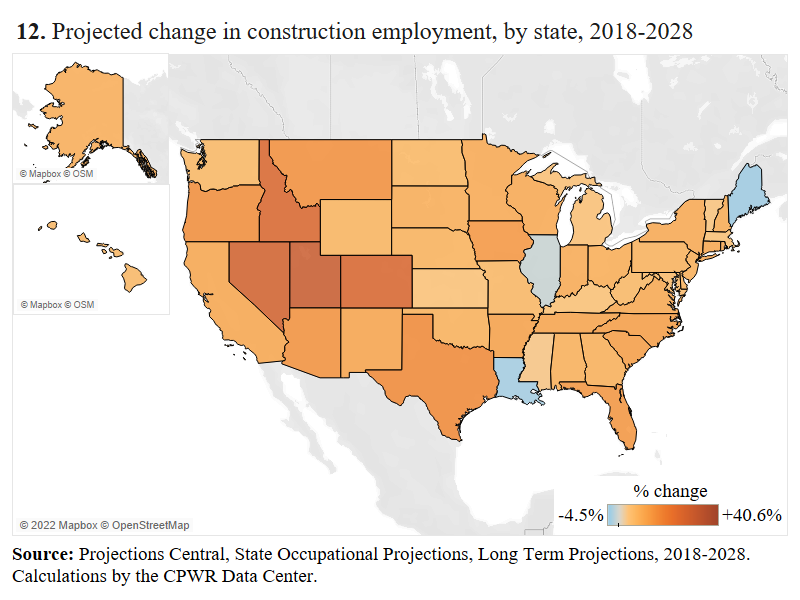 12. Projected change in construction employment, by state, 2018-2028
© Mapbox © OSM
© Mapbox © OSM
% change
-4.5%
+40.6%
© 2022 Mapbox © OpenStreetMap
Source: Projections Central, State Occupational Projections, Long Term Projections, 2018-2028.
Calculations by the CPWR Data Center.